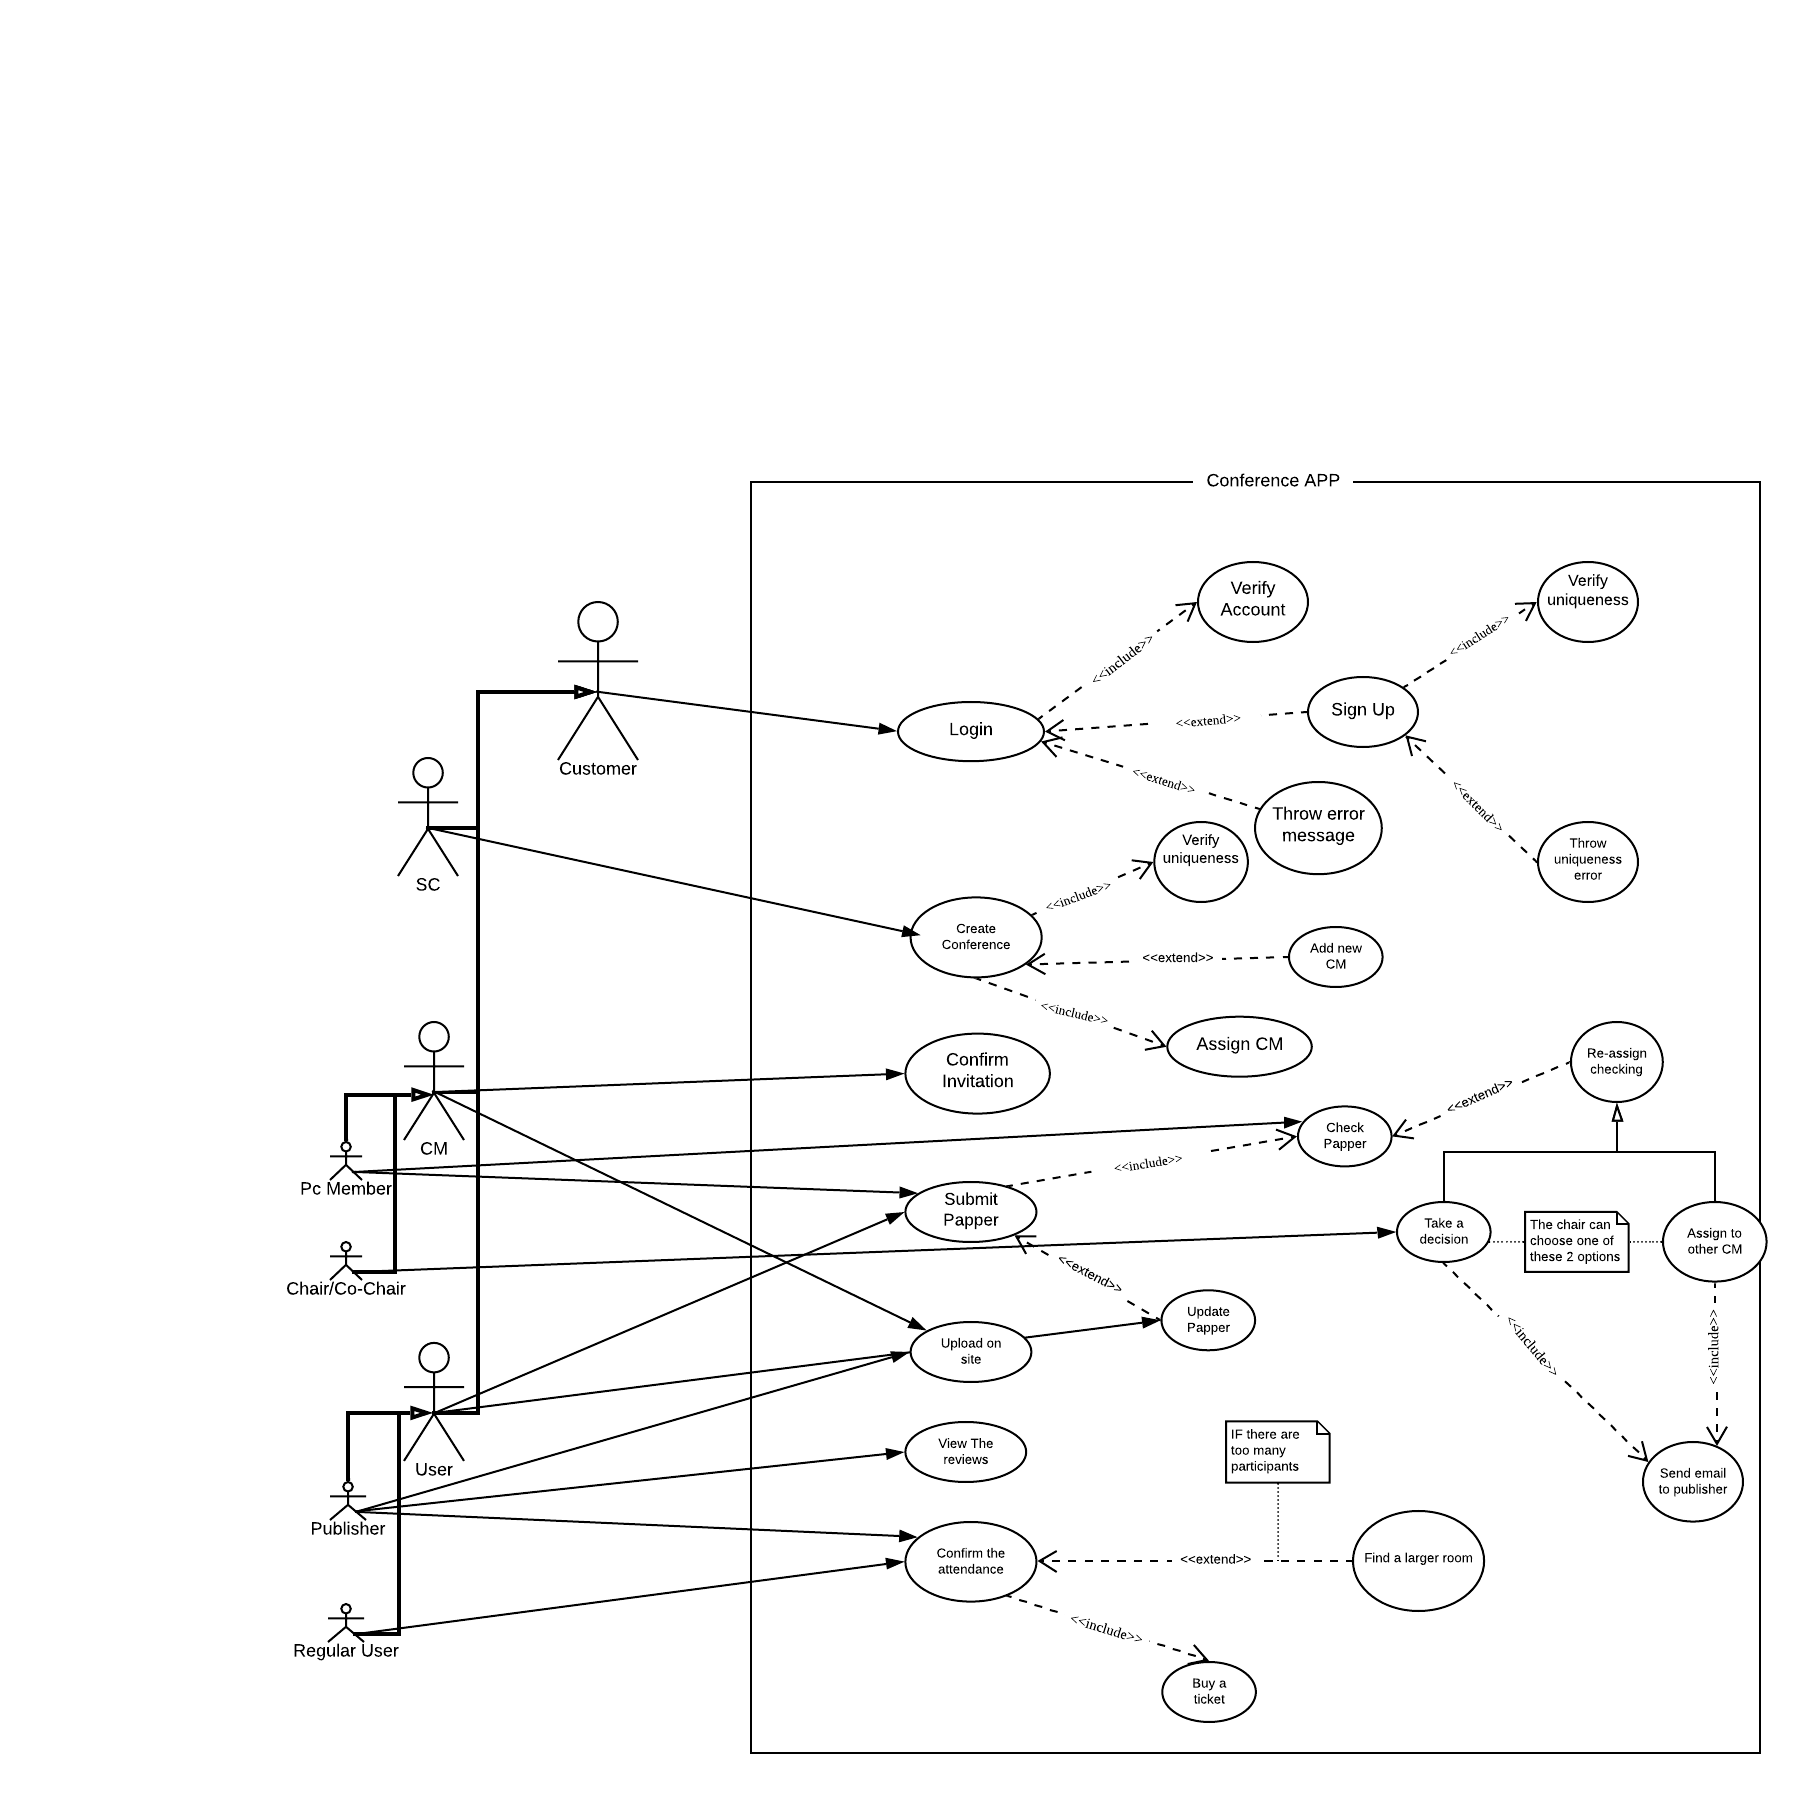 Conference APP
Verify
Account
Verify
uniqueness
<<include>>
<<include>>
Customer
Login
<<extend>>
Sign Up
<<extend>>
Throw error
message
<<extend>>
Throw
uniqueness
error
SC
Verify
uniqueness
<<include>>
Create
Conference
<<extend>>
Add new
CM
<<include>>
Assign CM
CM
Confirm
Invitation
Re-assign
checking
<<extend>>
Check
Papper
Pc Member
<<include>>
Submit
Papper
Take a
decision
The chair can
choose one of
these 2 options
Assign to
other CM
Chair/Co-Chair
<<extend>>
Update
Papper
Upload on
site
<<include>>
<<include>>
User
View The
reviews
IF there are
too many
participants
Send email
to publisher
Publisher
Confirm the
attendance
<<extend>>
Find a larger room
Regular User
<<include>>
Buy a
ticket